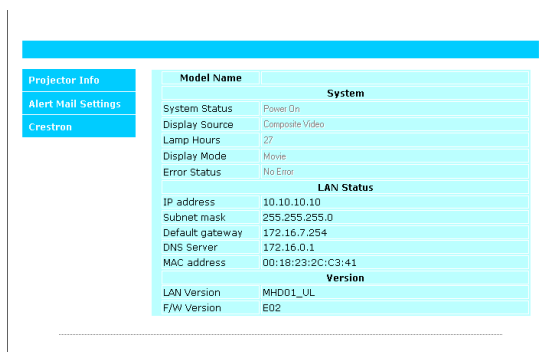 Projector Info
Alert Mail Settings
Crestron
Model Name
System
System Status Power On
Display Source Composite Video
Lamp Hours 27
Display Mode Movie
Error Status No Error
LAN Status
IP address 10.10.10.10
Subnet mask 255.255.255.0
Default gateway 172.16.7.254
DNS Server 172.16.0.1
MAC address 00:18:23:2C:C3:41
Version
LAN Version MHD01_UL
F/W Version E02